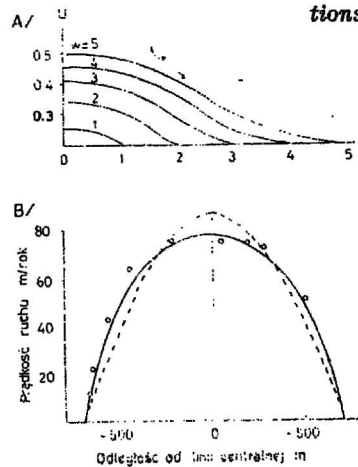 tions
A/ U
w=5
4
3
2
1
0.5
0.4
0.3
0 1 2 3 4 5
B/
Prędkość ruchu m/rok
80
60
40
20
-500 0 -500
Odległość od linii centralnej m